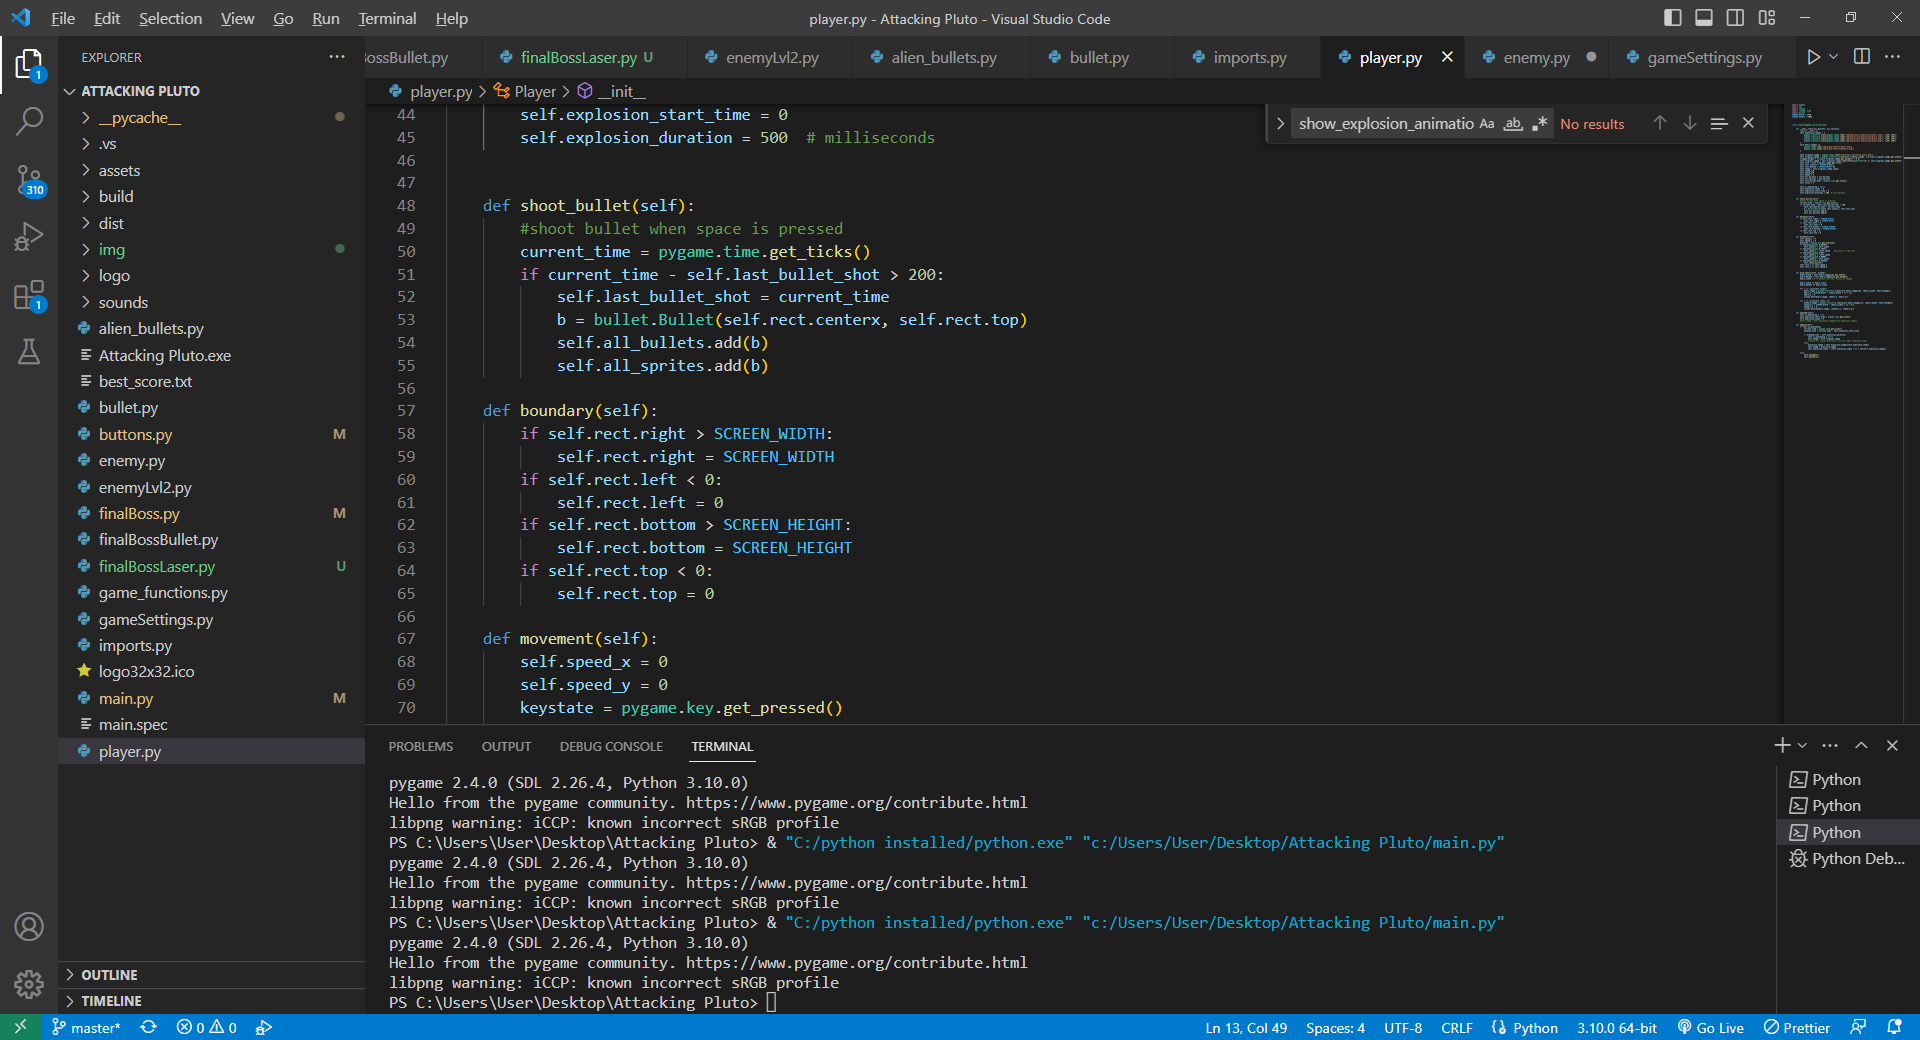 File Edit Selection View Go Run Terminal Help
player.py - Attacking Pluto - Visual Studio Code
EXPLORER
ATTACKING PLUTO
__pycache__
.vs
assets
build
dist
img
logo
sounds
alien_bullets.py
Attacking Pluto.exe
best_score.txt
bullet.py
buttons.py M
enemy.py
enemyLvl2.py
finalBoss.py M
finalBossBullet.py
finalBossLaser.py U
game_functions.py
gameSettings.py
imports.py
logo32x32.ico
main.py M
main.spec
player.py
OUTLINE
TIMELINE
1
310
1
ossBullet.py finalBossLaser.py U enemyLvl2.py alien_bullets.py bullet.py imports.py player.py enemy.py gameSettings.py
player.py > Player > __init__
show_explosion_animatio Aa ab No results
44 self.explosion_start_time = 0
45 self.explosion_duration = 500  # milliseconds
46
47
48 def shoot_bullet(self):
49 #shoot bullet when space is pressed
50 current_time = pygame.time.get_ticks()
51 if current_time - self.last_bullet_shot > 200:
52 self.last_bullet_shot = current_time
53 b = bullet.Bullet(self.rect.centerx, self.rect.top)
54 self.all_bullets.add(b)
55 self.all_sprites.add(b)
56
57 def boundary(self):
58 if self.rect.right > SCREEN_WIDTH:
59 self.rect.right = SCREEN_WIDTH
60 if self.rect.left < 0:
61 self.rect.left = 0
62 if self.rect.bottom > SCREEN_HEIGHT:
63 self.rect.bottom = SCREEN_HEIGHT
64 if self.rect.top < 0:
65 self.rect.top = 0
66
67 def movement(self):
68 self.speed_x = 0
69 self.speed_y = 0
70 keystate = pygame.key.get_pressed()
PROBLEMS OUTPUT DEBUG CONSOLE TERMINAL
pygame 2.4.0 (SDL 2.26.4, Python 3.10.0)
Hello from the pygame community. https://www.pygame.org/contribute.html
libpng warning: iCCP: known incorrect sRGB profile
PS C:\Users\User\Desktop\Attacking Pluto> & "C:/python installed/python.exe" "c:/Users/User/Desktop/Attacking Pluto/main.py"
pygame 2.4.0 (SDL 2.26.4, Python 3.10.0)
Hello from the pygame community. https://www.pygame.org/contribute.html
libpng warning: iCCP: known incorrect sRGB profile
PS C:\Users\User\Desktop\Attacking Pluto> & "C:/python installed/python.exe" "c:/Users/User/Desktop/Attacking Pluto/main.py"
pygame 2.4.0 (SDL 2.26.4, Python 3.10.0)
Hello from the pygame community. https://www.pygame.org/contribute.html
libpng warning: iCCP: known incorrect sRGB profile
PS C:\Users\User\Desktop\Attacking Pluto>
Python
Python
Python
Python Deb...
master* 0 0 Ln 13, Col 49 Spaces: 4 UTF-8 CRLF Python 3.10.0 64-bit Go Live Prettier